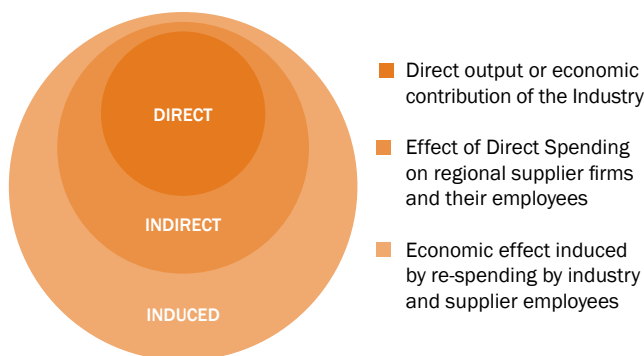 DIRECT
INDIRECT
INDUCED
Direct output or economic
contribution of the Industry
Effect of Direct Spending
on regional supplier firms
and their employees
Economic effect induced
by re-spending by industry
and supplier employees